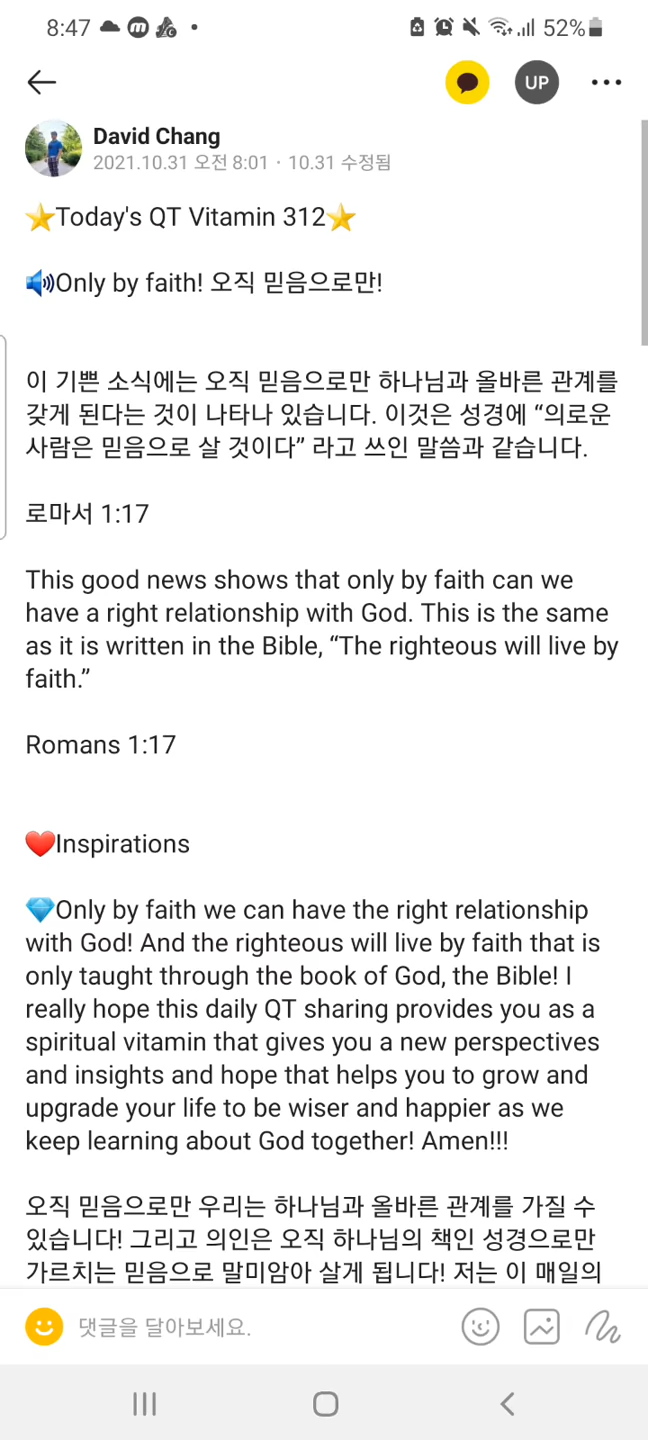 8:47 52%
UP
David Chang
2021.10.31 오전 8:01 · 10.31 수정됨
⭐Today's QT Vitamin 312⭐
🔊Only by faith! 오직 믿음으로만!
이 기쁜 소식에는 오직 믿음으로만 하나님과 올바른 관계를
갖게 된다는 것이 나타나 있습니다. 이것은 성경에 “의로운
사람은 믿음으로 살 것이다” 라고 쓰인 말씀과 같습니다.
로마서 1:17
This good news shows that only by faith can we
have a right relationship with God. This is the same
as it is written in the Bible, “The righteous will live by
faith.”
Romans 1:17
❤️Inspirations
💎Only by faith we can have the right relationship
with God! And the righteous will live by faith that is
only taught through the book of God, the Bible! I
really hope this daily QT sharing provides you as a
spiritual vitamin that gives you a new perspectives
and insights and hope that helps you to grow and
upgrade your life to be wiser and happier as we
keep learning about God together! Amen!!!
오직 믿음으로만 우리는 하나님과 올바른 관계를 가질 수
있습니다! 그리고 의인은 오직 하나님의 책인 성경으로만
가르치는 믿음으로 말미암아 살게 됩니다! 저는 이 매일의
댓글을 달아보세요.